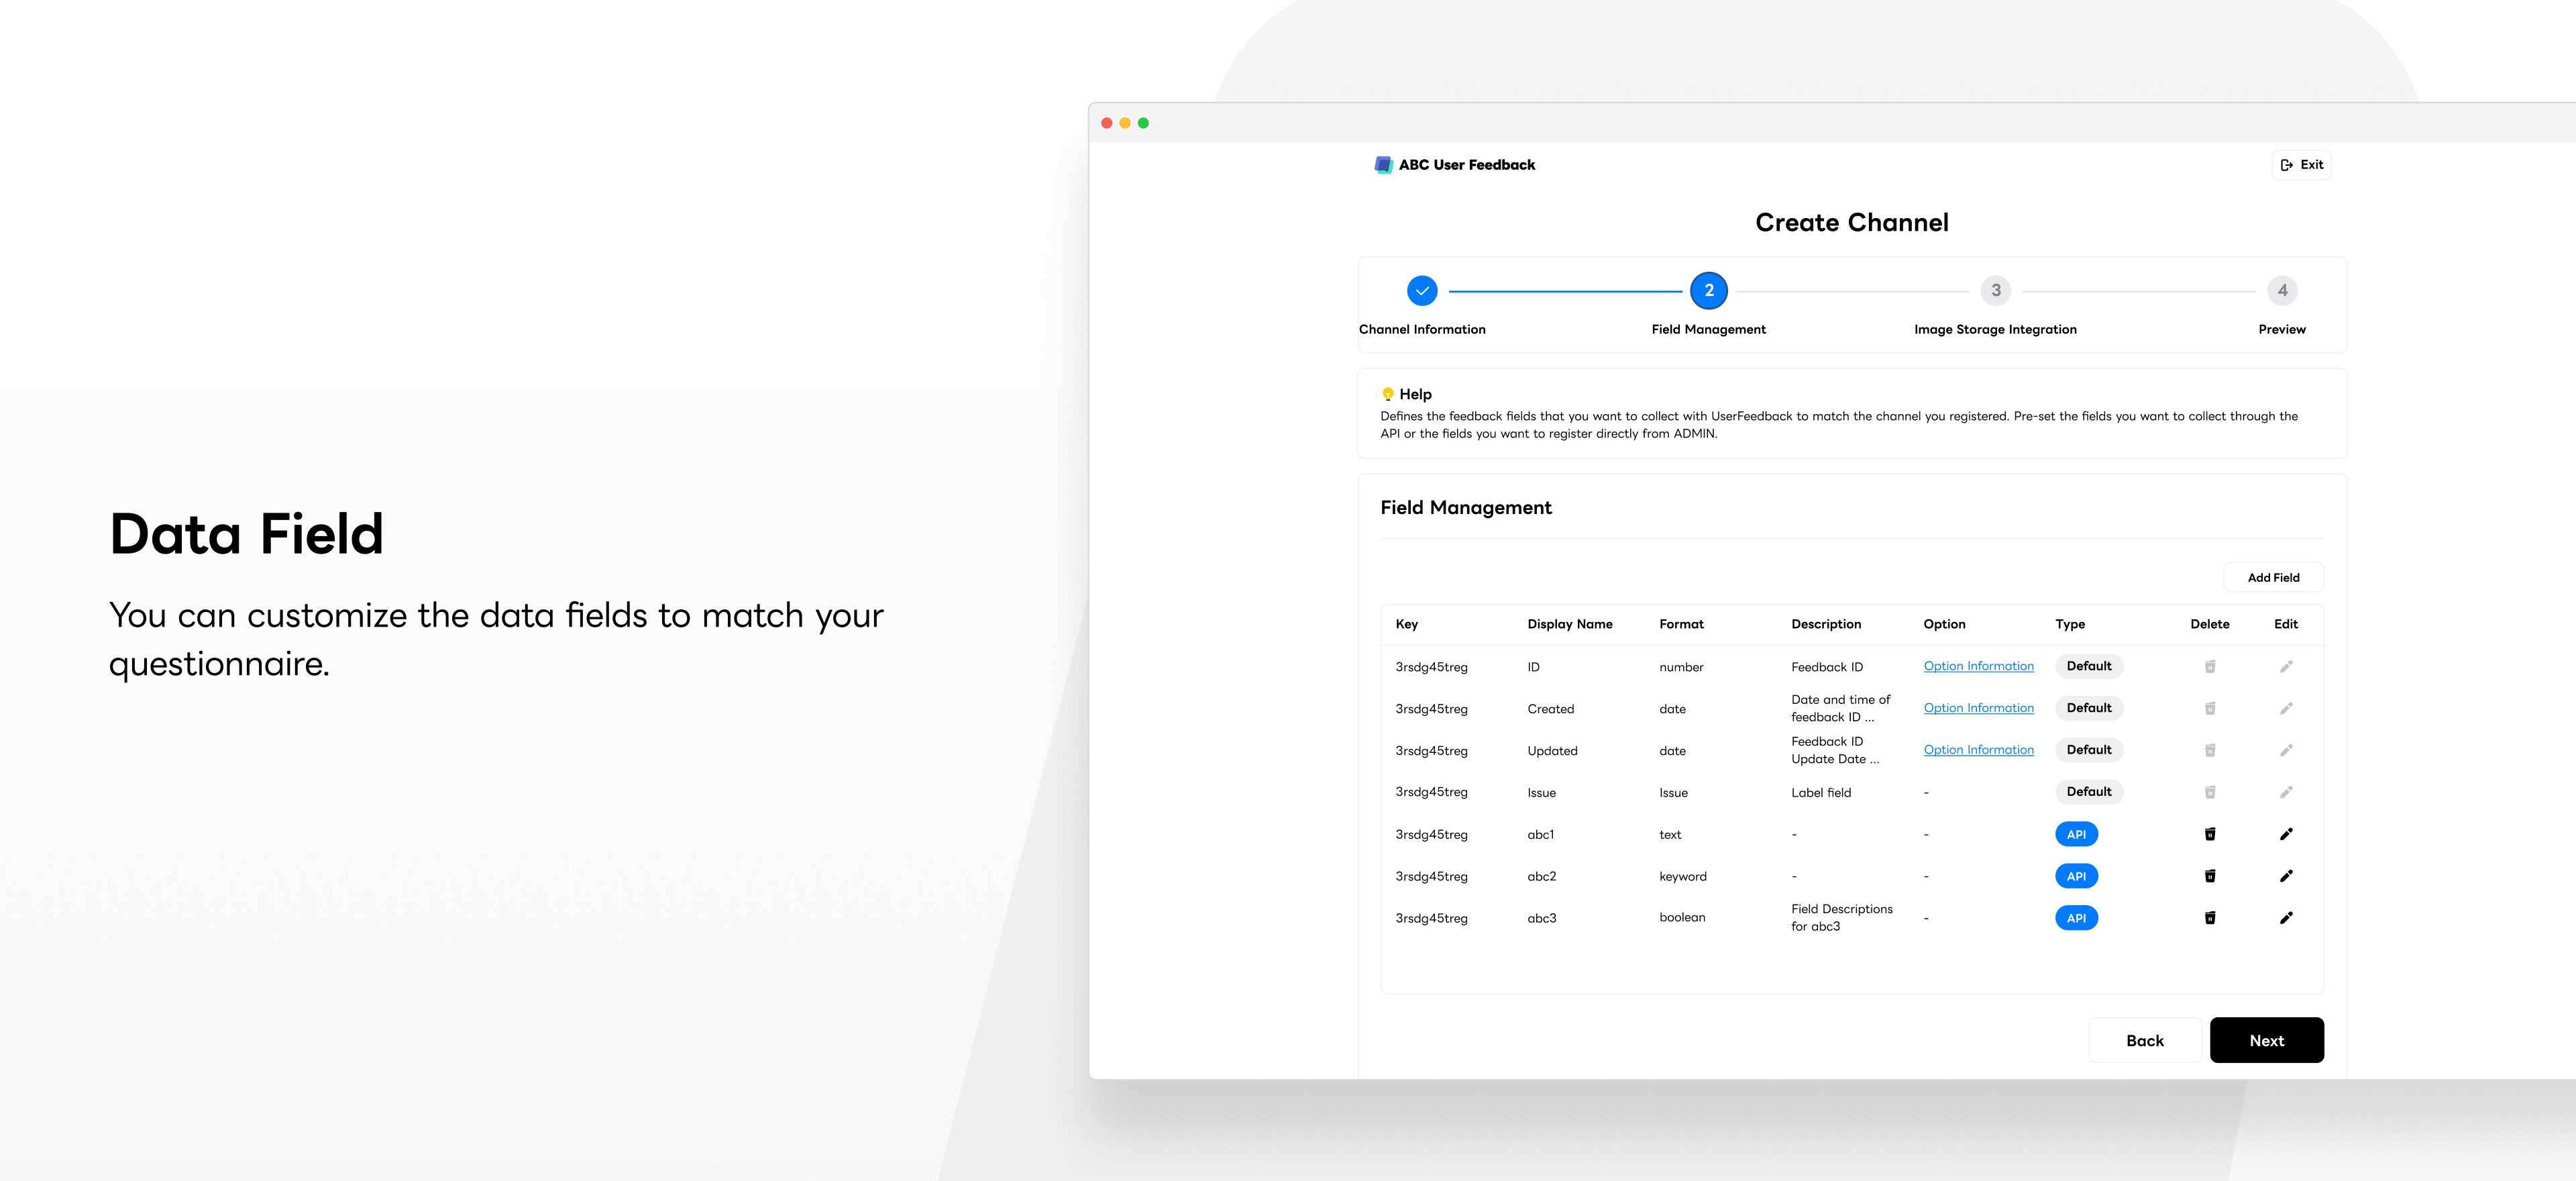 Data Field
You can customize the data fields to match your
questionnaire.
ABC User Feedback
Exit
Create Channel
2
3
4
Channel Information
Field Management
Image Storage Integration
Preview
Help
Defines the feedback fields that you want to collect with UserFeedback to match the channel you registered. Pre-set the fields you want to collect through the
API or the fields you want to register directly from ADMIN.
Field Management
Add Field
Key Display Name Format Description Option Type Delete Edit
3rsdg45treg ID number Feedback ID Option Information Default
3rsdg45treg Created date Date and time of
feedback ID ... Option Information Default
3rsdg45treg Updated date Feedback ID
Update Date ... Option Information Default
3rsdg45treg Issue Issue Label field - Default
3rsdg45treg abc1 text - - API
3rsdg45treg abc2 keyword - - API
3rsdg45treg abc3 boolean Field Descriptions
for abc3 - API
Back
Next